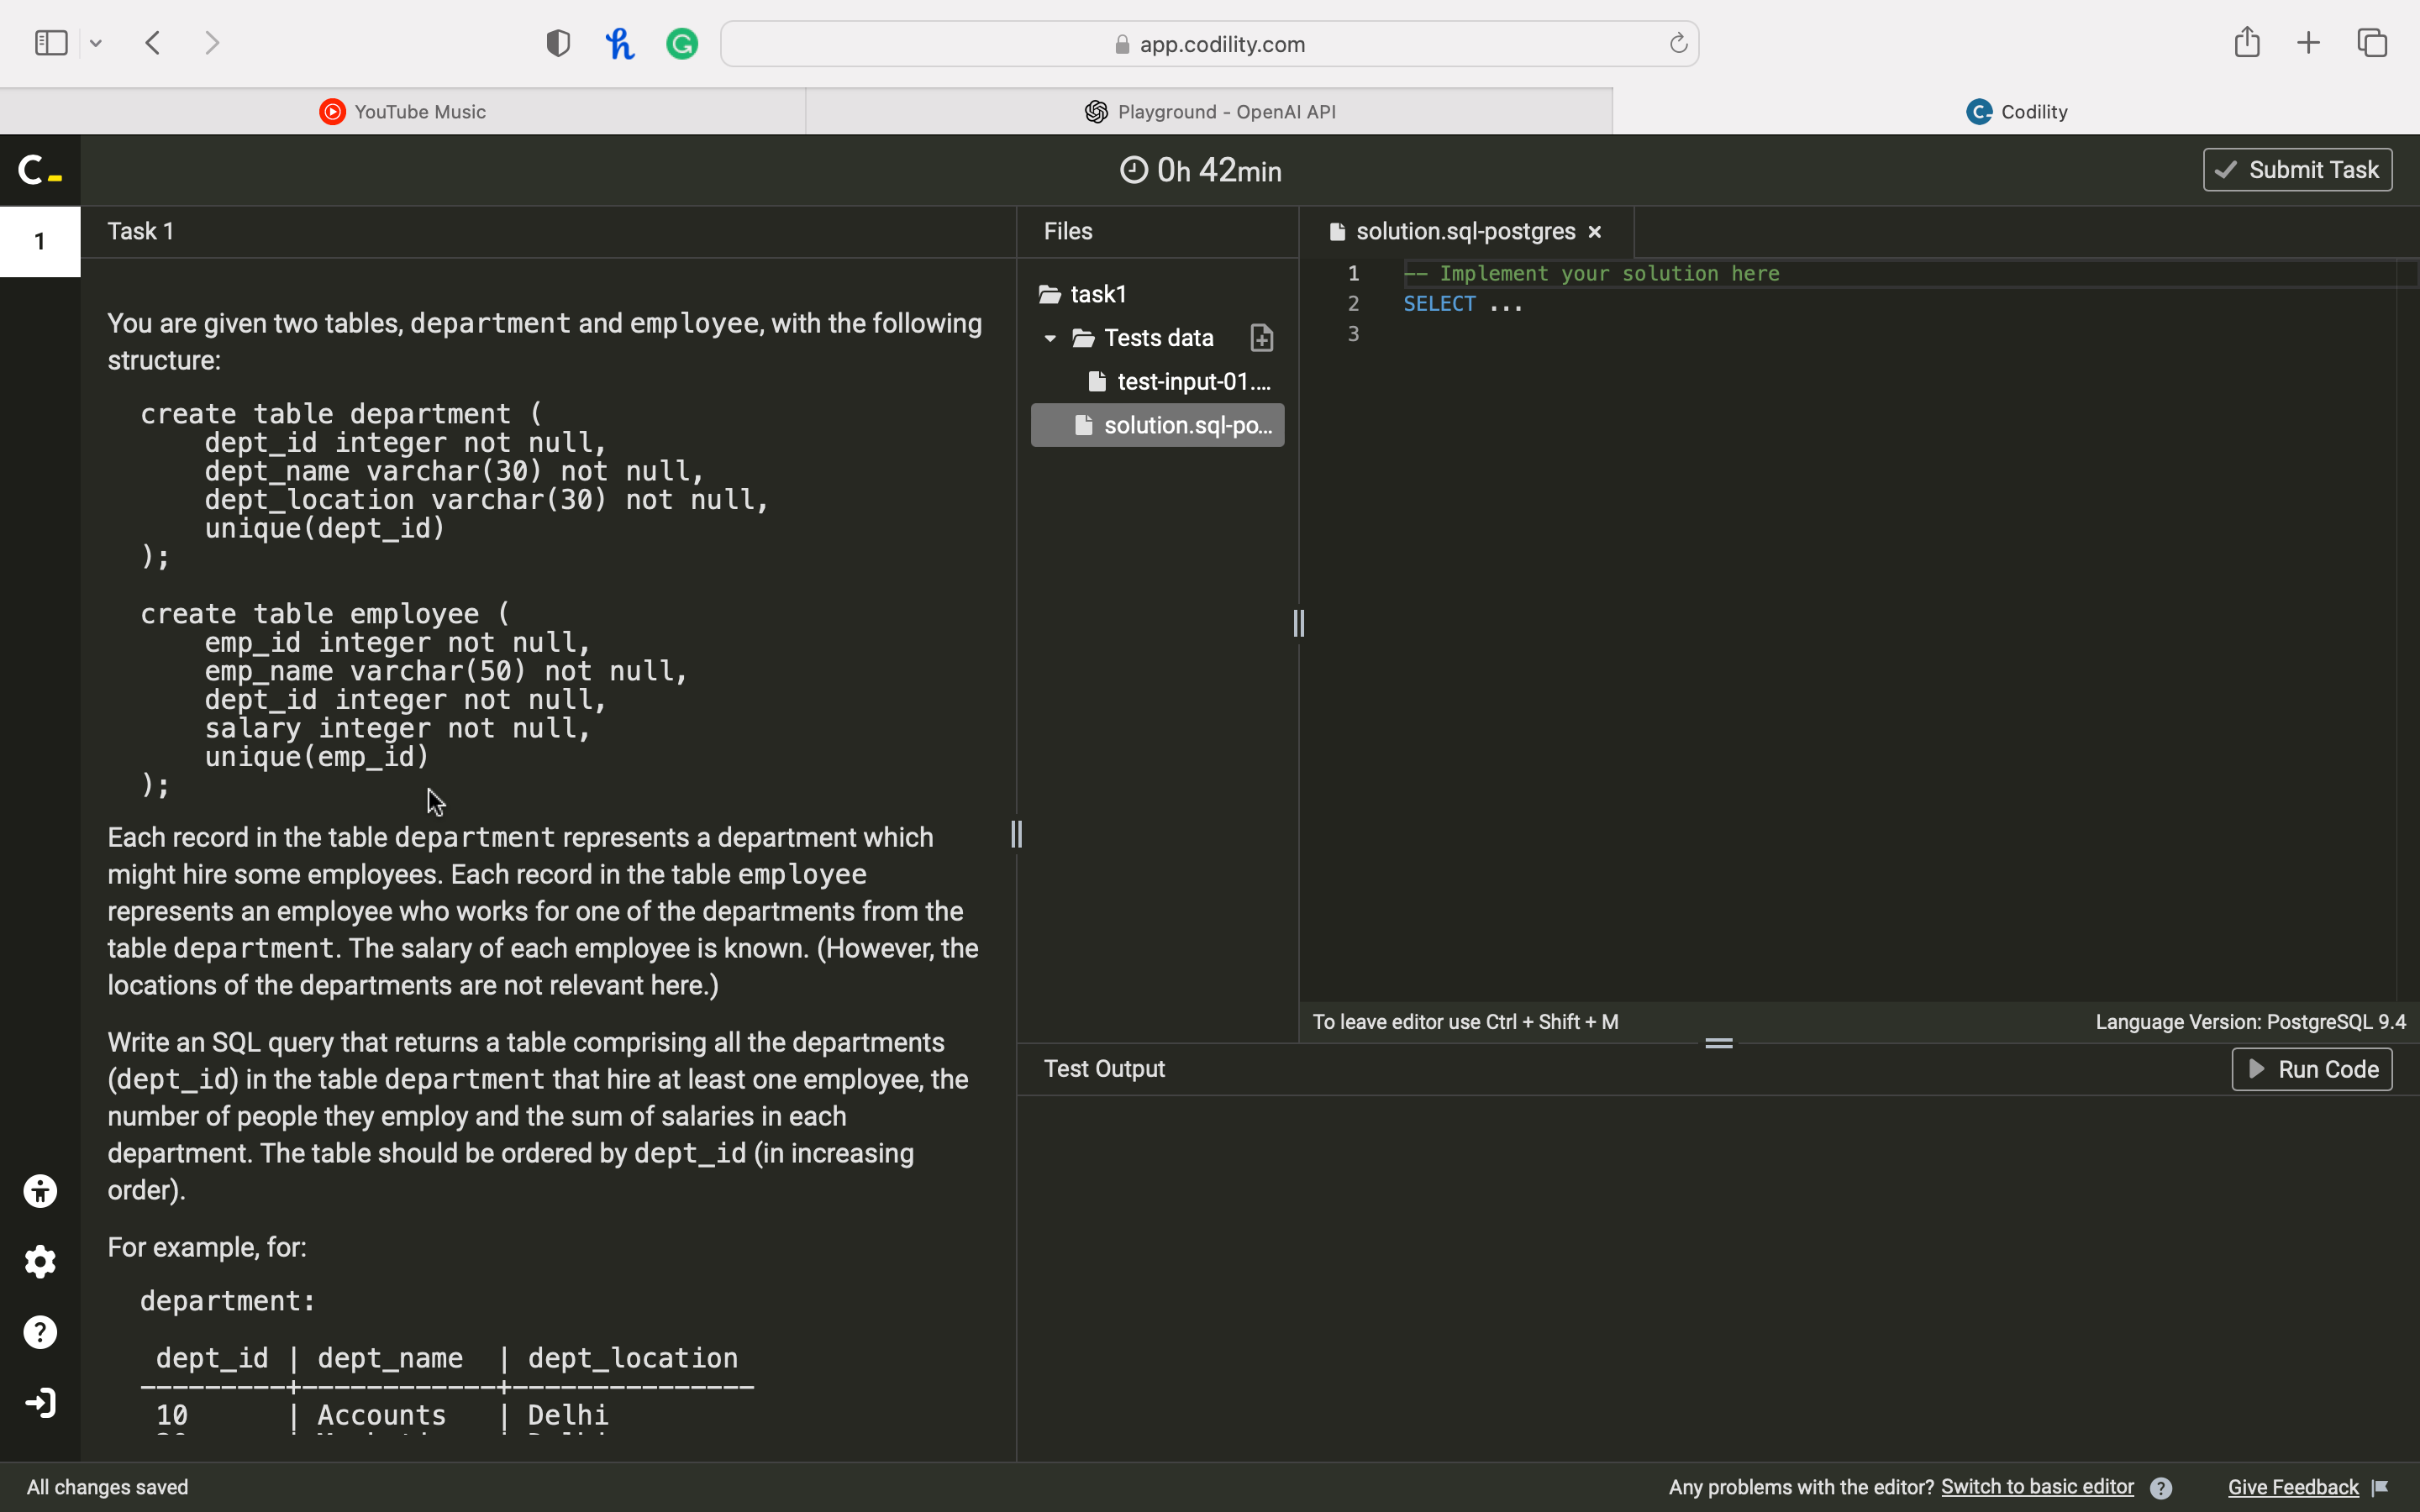 app.codility.com
YouTube Music
Playground - OpenAI API
Codility
0h 42min
Submit Task
1
Task 1
You are given two tables, department and employee, with the following
structure:
create table department (
dept_id integer not null,
dept_name varchar(30) not null,
dept_location varchar(30) not null,
unique(dept_id)
);
create table employee (
emp_id integer not null,
emp_name varchar(50) not null,
dept_id integer not null,
salary integer not null,
unique(emp_id)
);
Each record in the table department represents a department which
might hire some employees. Each record in the table employee
represents an employee who works for one of the departments from the
table department. The salary of each employee is known. (However, the
locations of the departments are not relevant here.)
Write an SQL query that returns a table comprising all the departments
(dept_id) in the table department that hire at least one employee, the
number of people they employ and the sum of salaries in each
department. The table should be ordered by dept_id (in increasing
order).
For example, for:
department:
dept_id | dept_name | dept_location
---------+------------+---------------
10 | Accounts | Delhi
Files
task1
Tests data
test-input-01....
solution.sql-po...
solution.sql-postgres ×
1 -- Implement your solution here
2 SELECT ...
3
To leave editor use Ctrl + Shift + M
Language Version: PostgreSQL 9.4
Test Output
Run Code
All changes saved
Any problems with the editor? Switch to basic editor ?
Give Feedback